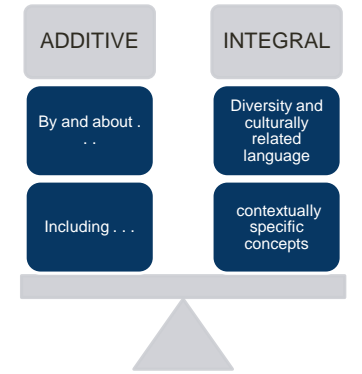 ADDITIVE
INTEGRAL
By and about .
. .
Diversity and
culturally
related
language
Including . . .
contextually
specific
concepts